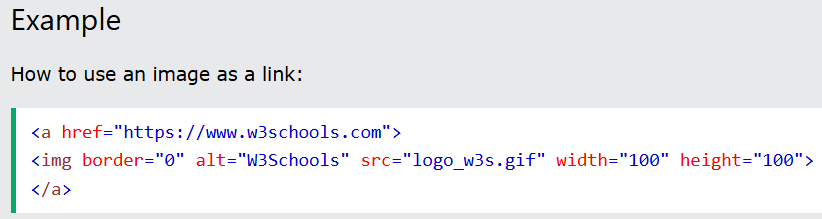 Example
How to use an image as a link:
<a href="https://www.w3schools.com">
<img border="0" alt="W3Schools" src="logo_w3s.gif" width="100" height="100">
</a>